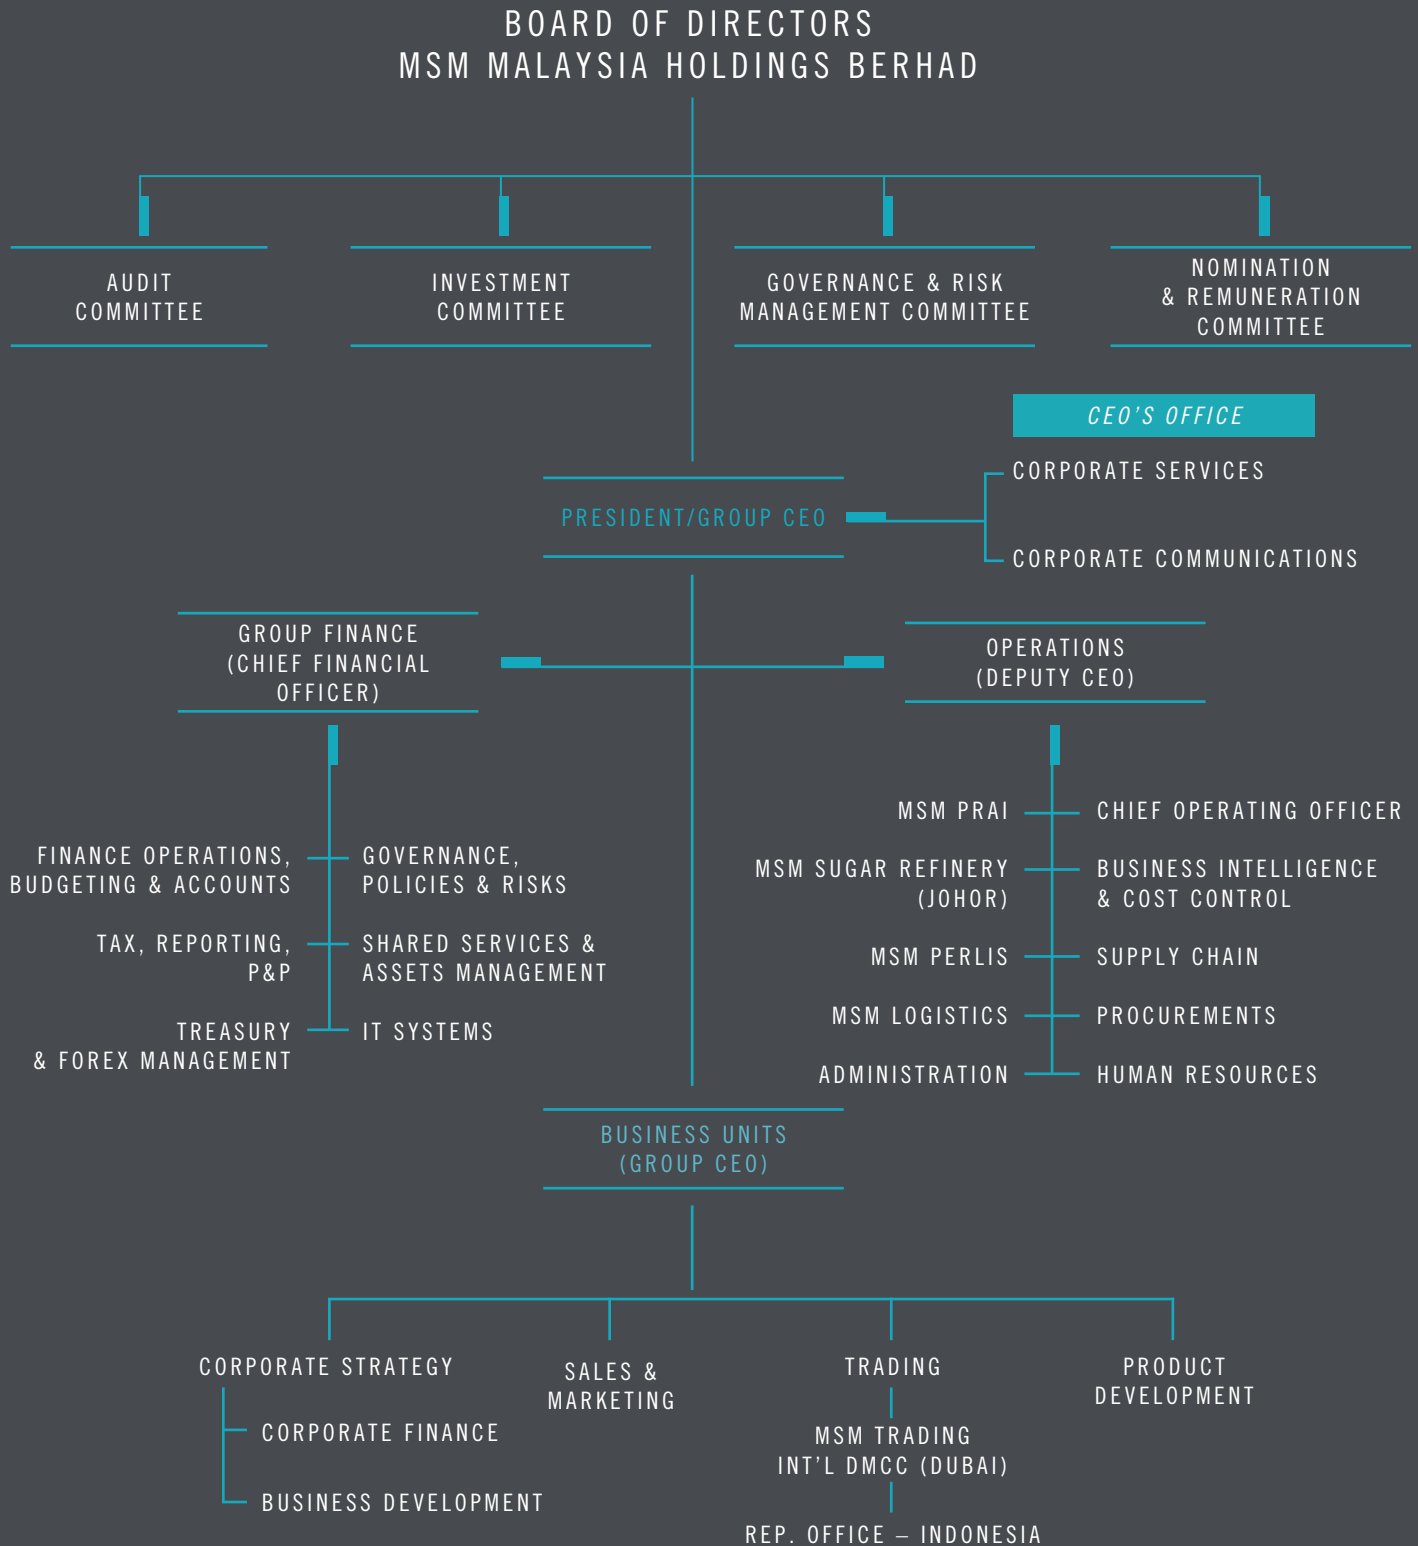 BOARD OF DIRECTORS
MSM MALAYSIA HOLDINGS BERHAD
AUDIT
COMMITTEE
INVESTMENT
COMMITTEE
GOVERNANCE & RISK
MANAGEMENT COMMITTEE
NOMINATION
& REMUNERATION
COMMITTEE
CEO'S OFFICE
CORPORATE SERVICES
PRESIDENT/GROUP CEO
CORPORATE COMMUNICATIONS
GROUP FINANCE
(CHIEF FINANCIAL
OFFICER)
OPERATIONS
(DEPUTY CEO)
FINANCE OPERATIONS,
BUDGETING & ACCOUNTS
GOVERNANCE,
POLICIES & RISKS
TAX, REPORTING,
P&P
SHARED SERVICES &
ASSETS MANAGEMENT
TREASURY
& FOREX MANAGEMENT
IT SYSTEMS
MSM PRAI
CHIEF OPERATING OFFICER
MSM SUGAR REFINERY
(JOHOR)
BUSINESS INTELLIGENCE
& COST CONTROL
MSM PERLIS
SUPPLY CHAIN
MSM LOGISTICS
PROCUREMENTS
ADMINISTRATION
HUMAN RESOURCES
BUSINESS UNITS
(GROUP CEO)
CORPORATE STRATEGY
CORPORATE FINANCE
BUSINESS DEVELOPMENT
SALES &
MARKETING
TRADING
MSM TRADING
INT'L DMCC (DUBAI)
REP. OFFICE – INDONESIA
PRODUCT
DEVELOPMENT